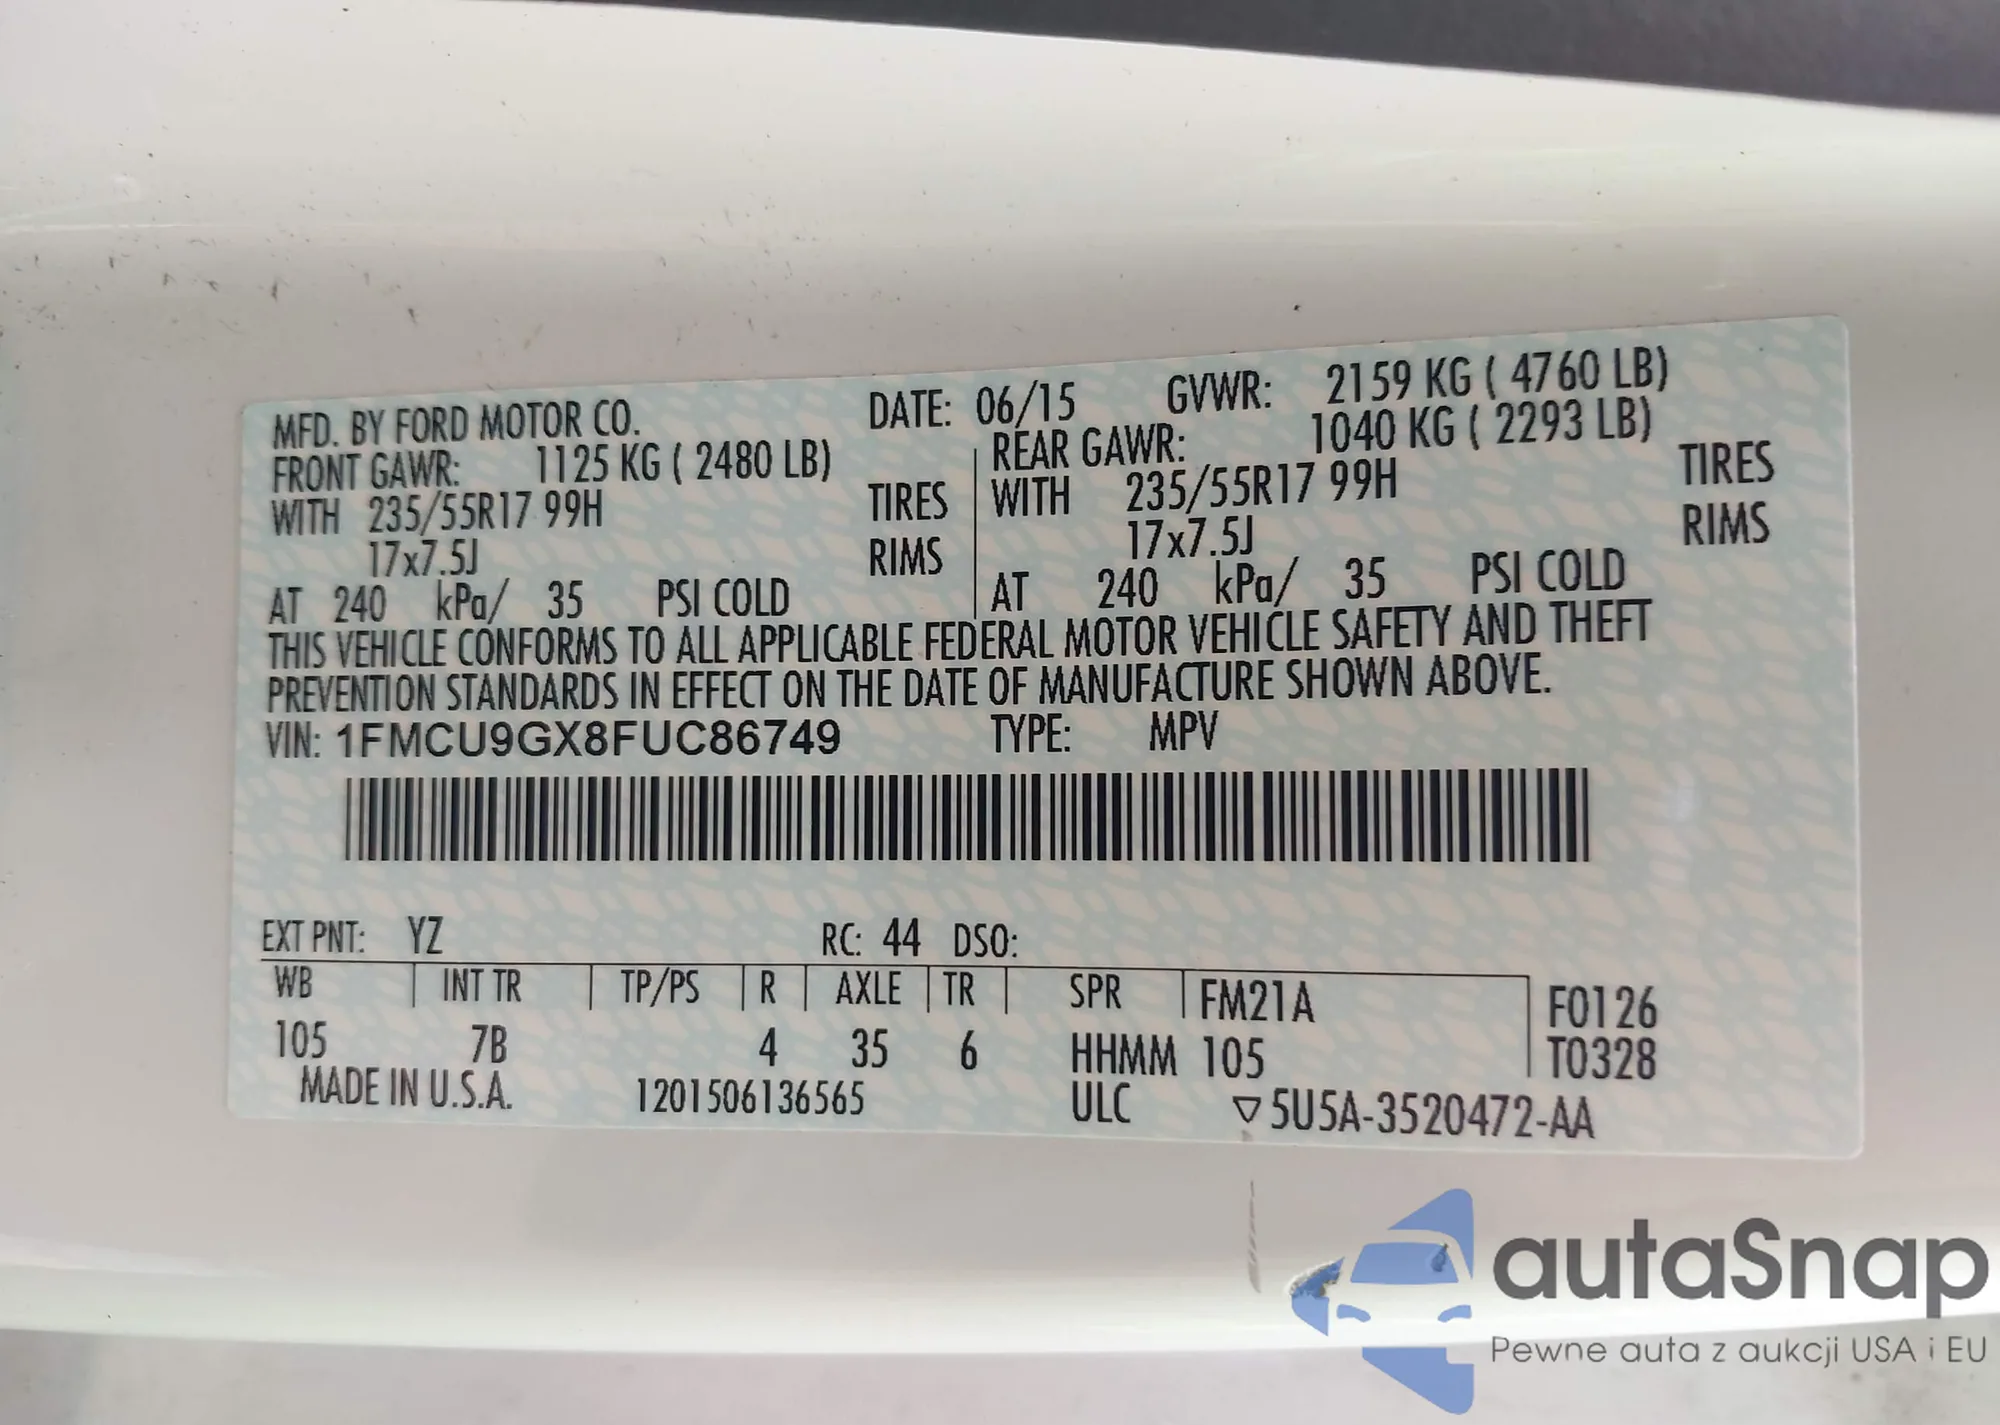 MFD. BY FORD MOTOR CO. DATE: 06/15 GVWR: 2159 KG ( 4760 LB)
FRONT GAWR: 1125 KG ( 2480 LB) REAR GAWR: 1040 KG ( 2293 LB)
WITH 235/55R17 99H TIRES WITH 235/55R17 99H TIRES
17x7.5J RIMS 17x7.5J RIMS
AT 240 kPa/ 35 PSI COLD AT 240 kPa/ 35 PSI COLD
THIS VEHICLE CONFORMS TO ALL APPLICABLE FEDERAL MOTOR VEHICLE SAFETY AND THEFT
PREVENTION STANDARDS IN EFFECT ON THE DATE OF MANUFACTURE SHOWN ABOVE.
VIN: 1FMCU9GX8FUC86749 TYPE: MPV
EXT PNT: YZ RC: 44 DSO:
WB INT TR TP/PS R AXLE TR SPR FM21A F0126
105 7B 4 35 6 HHMM 105 T0328
MADE IN U.S.A. 1201506136565 ULC ▽5U5A-3520472-AA
autaSnap
Pewne auta z aukcji USA i EU